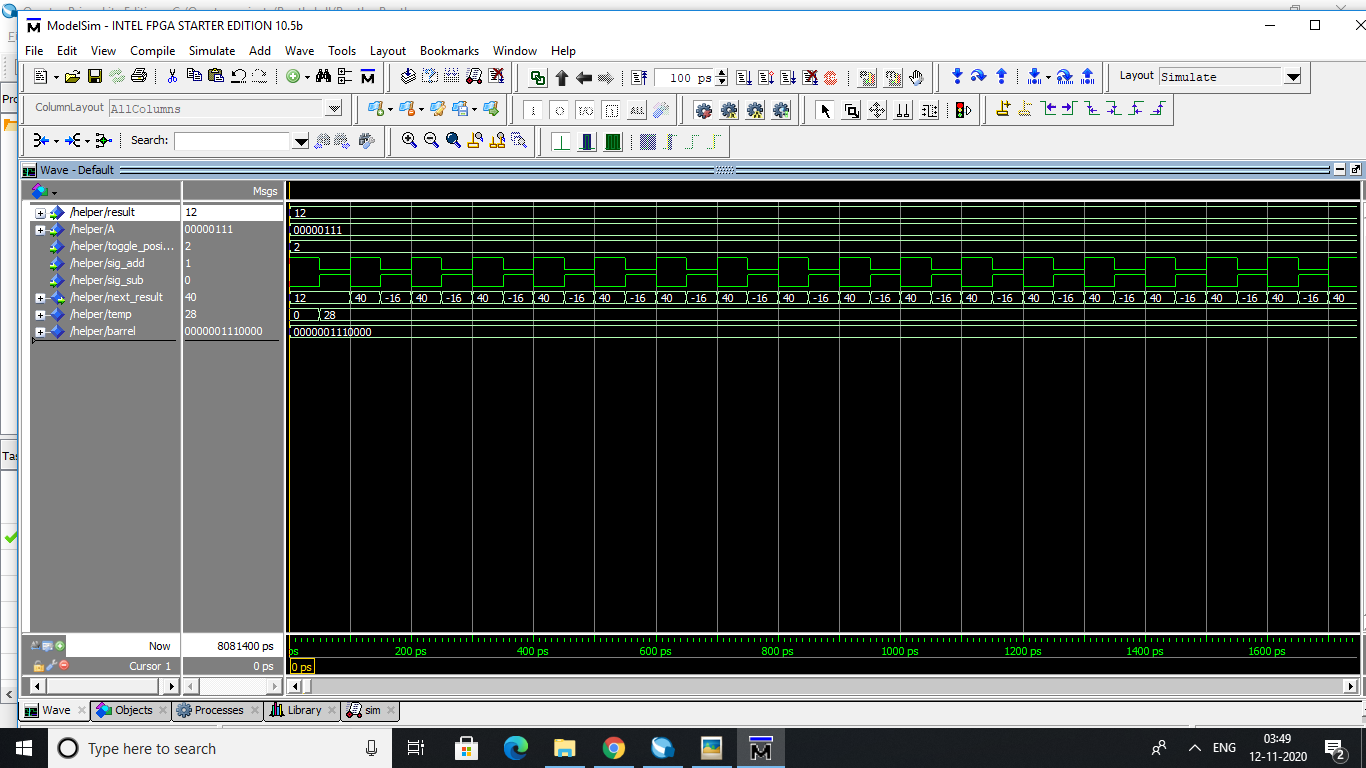 ModelSim - INTEL FPGA STARTER EDITION 10.5b
File Edit View Compile Simulate Add Wave Tools Layout Bookmarks Window Help
100 ps
Layout Simulate
ColumnLayout AllColumns
ALL
Search:
Wave - Default
Msgs
/helper/result 12 12
/helper/A 00000111 00000111
/helper/toggle_posi... 2 2
/helper/sig_add 1
/helper/sig_sub 0
/helper/next_result 40 12 40 -16 40 -16 40 -16 40 -16 40 -16 40 -16 40 -16 40 -16 40 -16 40 -16 40 -16 40 -16 40 -16 40 -16 40 -16 40 -16 40
/helper/temp 28 0 28
/helper/barrel 0000001110000 0000001110000
Now 8081400 ps
ps 200 ps 400 ps 600 ps 800 ps 1000 ps 1200 ps 1400 ps 1600 ps
Cursor 1 0 ps 0 ps
Wave Objects Processes Library sim
Type here to search
ENG
03:49
12-11-2020
2